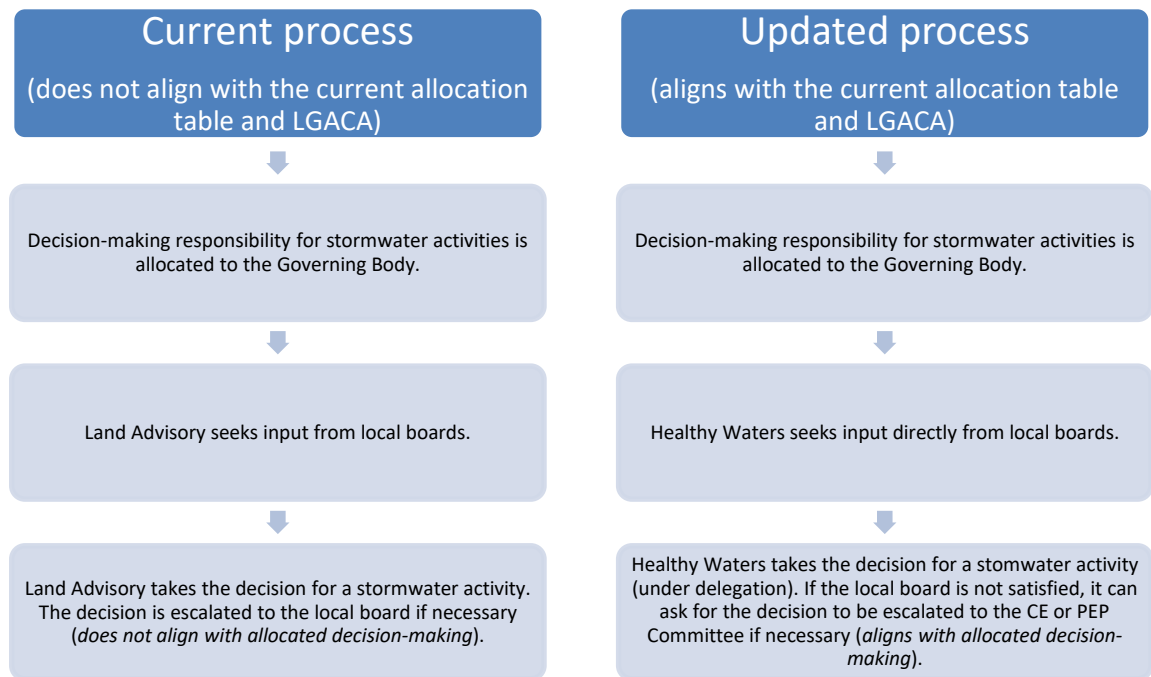 Current process
(does not align with the current allocation
table and LGACA)
Decision-making responsibility for stormwater activities is
allocated to the Governing Body.
Land Advisory seeks input from local boards.
Land Advisory takes the decision for a stormwater activity.
The decision is escalated to the local board if necessary
(does not align with allocated decision-making).
Updated process
(aligns with the current allocation table
and LGACA)
Decision-making responsibility for stormwater activities is
allocated to the Governing Body.
Healthy Waters seeks input directly from local boards.
Healthy Waters takes the decision for a stomwater activity
(under delegation). If the local board is not satisfied, it can
ask for the decision to be escalated to the CE or PEP
Committee if necessary (aligns with allocated decision-
making).